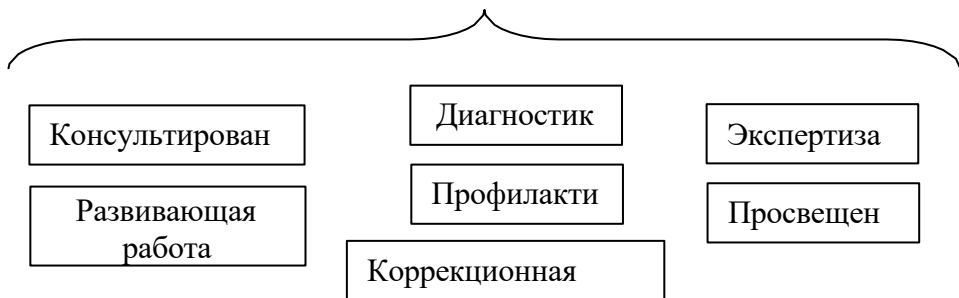 Консультирован
Диагностик
Экспертиза
Развивающая
работа
Профилакти
Просвещен
Коррекционная